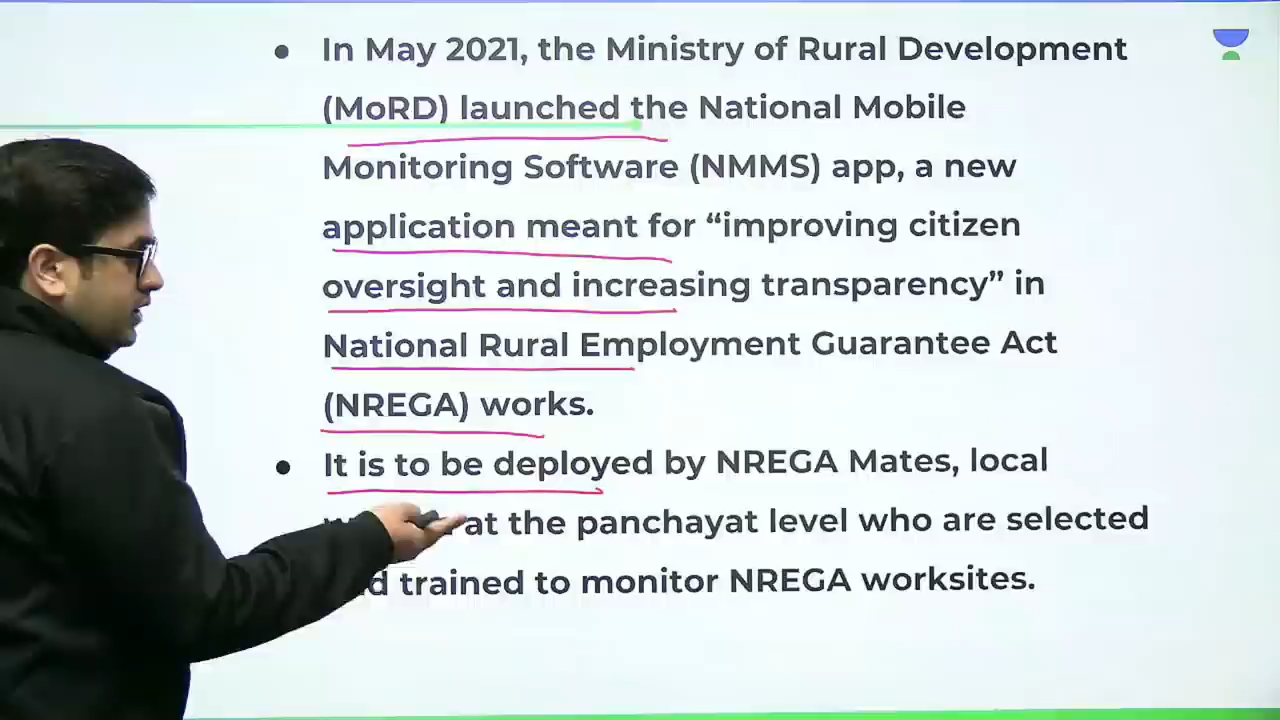 • In May 2021, the Ministry of Rural Development
(MoRD) launched the National Mobile
Monitoring Software (NMMS) app, a new
application meant for “improving citizen
oversight and increasing transparency” in
National Rural Employment Guarantee Act
(NREGA) works.
• It is to be deployed by NREGA Mates, local
at the panchayat level who are selected
trained to monitor NREGA worksites.